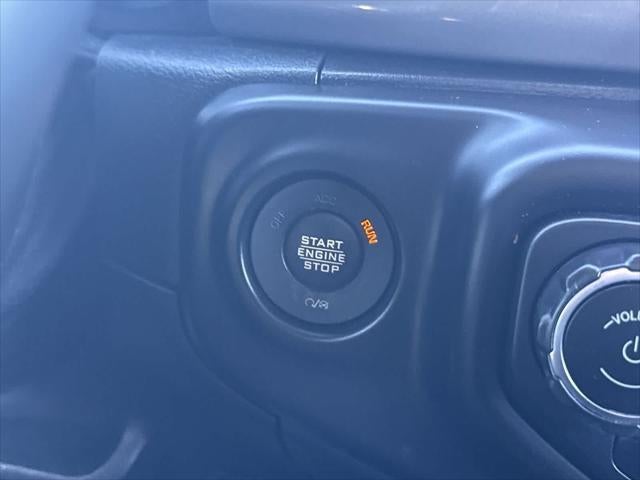 OFF ACC RUN
START
ENGINE
STOP
VOL